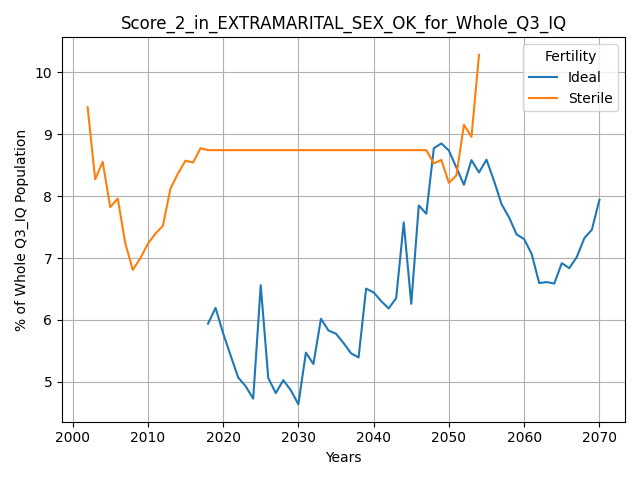 Score_2_in_EXTRAMARITAL_SEX_OK_for_Whole_Q3_IQ
Fertility
Ideal
Sterile
% of Whole Q3_IQ Population
10
9
8
7
6
5
2000 2010 2020 2030 2040 2050 2060 2070
Years